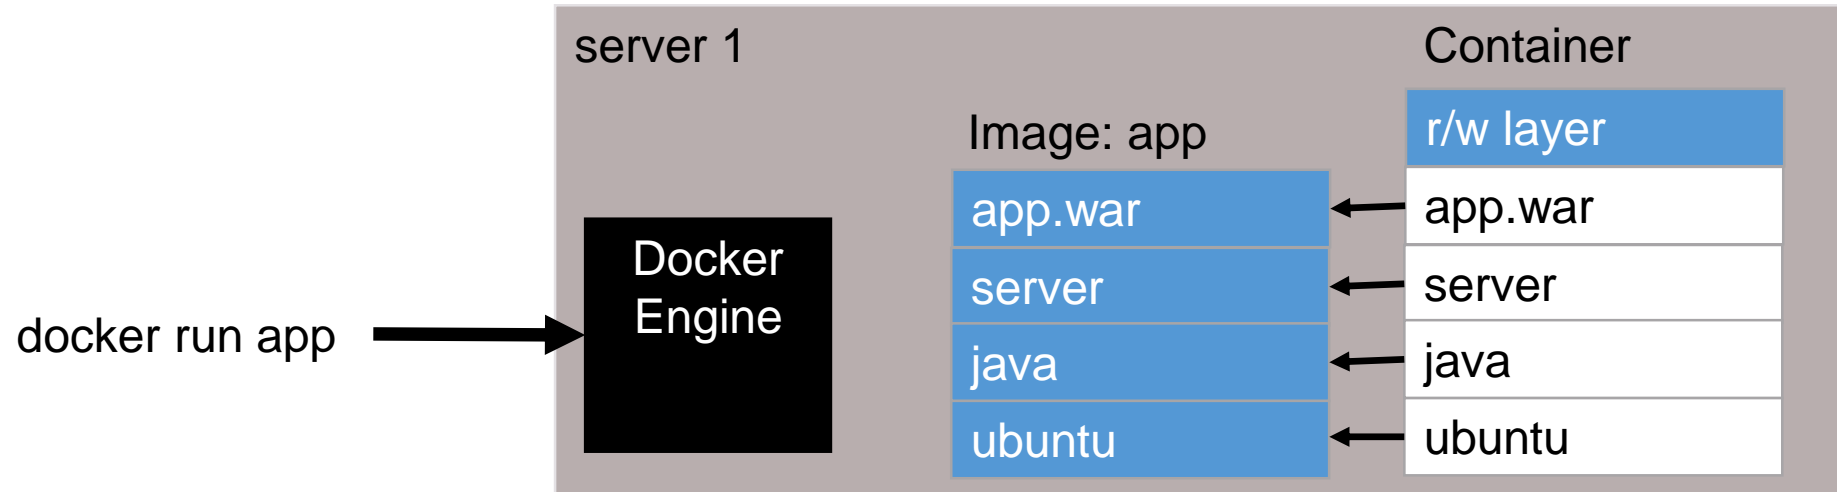 docker run app
server 1
Docker
Engine
Image: app
app.war
server
java
ubuntu
Container
r/w layer
app.war
server
java
ubuntu